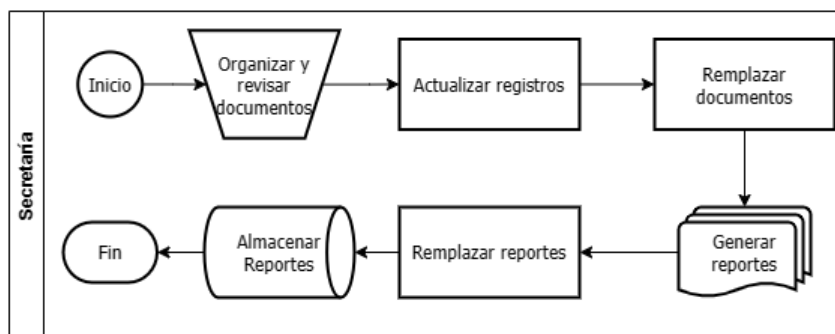 Secretaría
Inicio
Organizar y
revisar
documentos
Actualizar registros
Remplazar
documentos
Generar
reportes
Remplazar reportes
Almacenar
Reportes
Fin